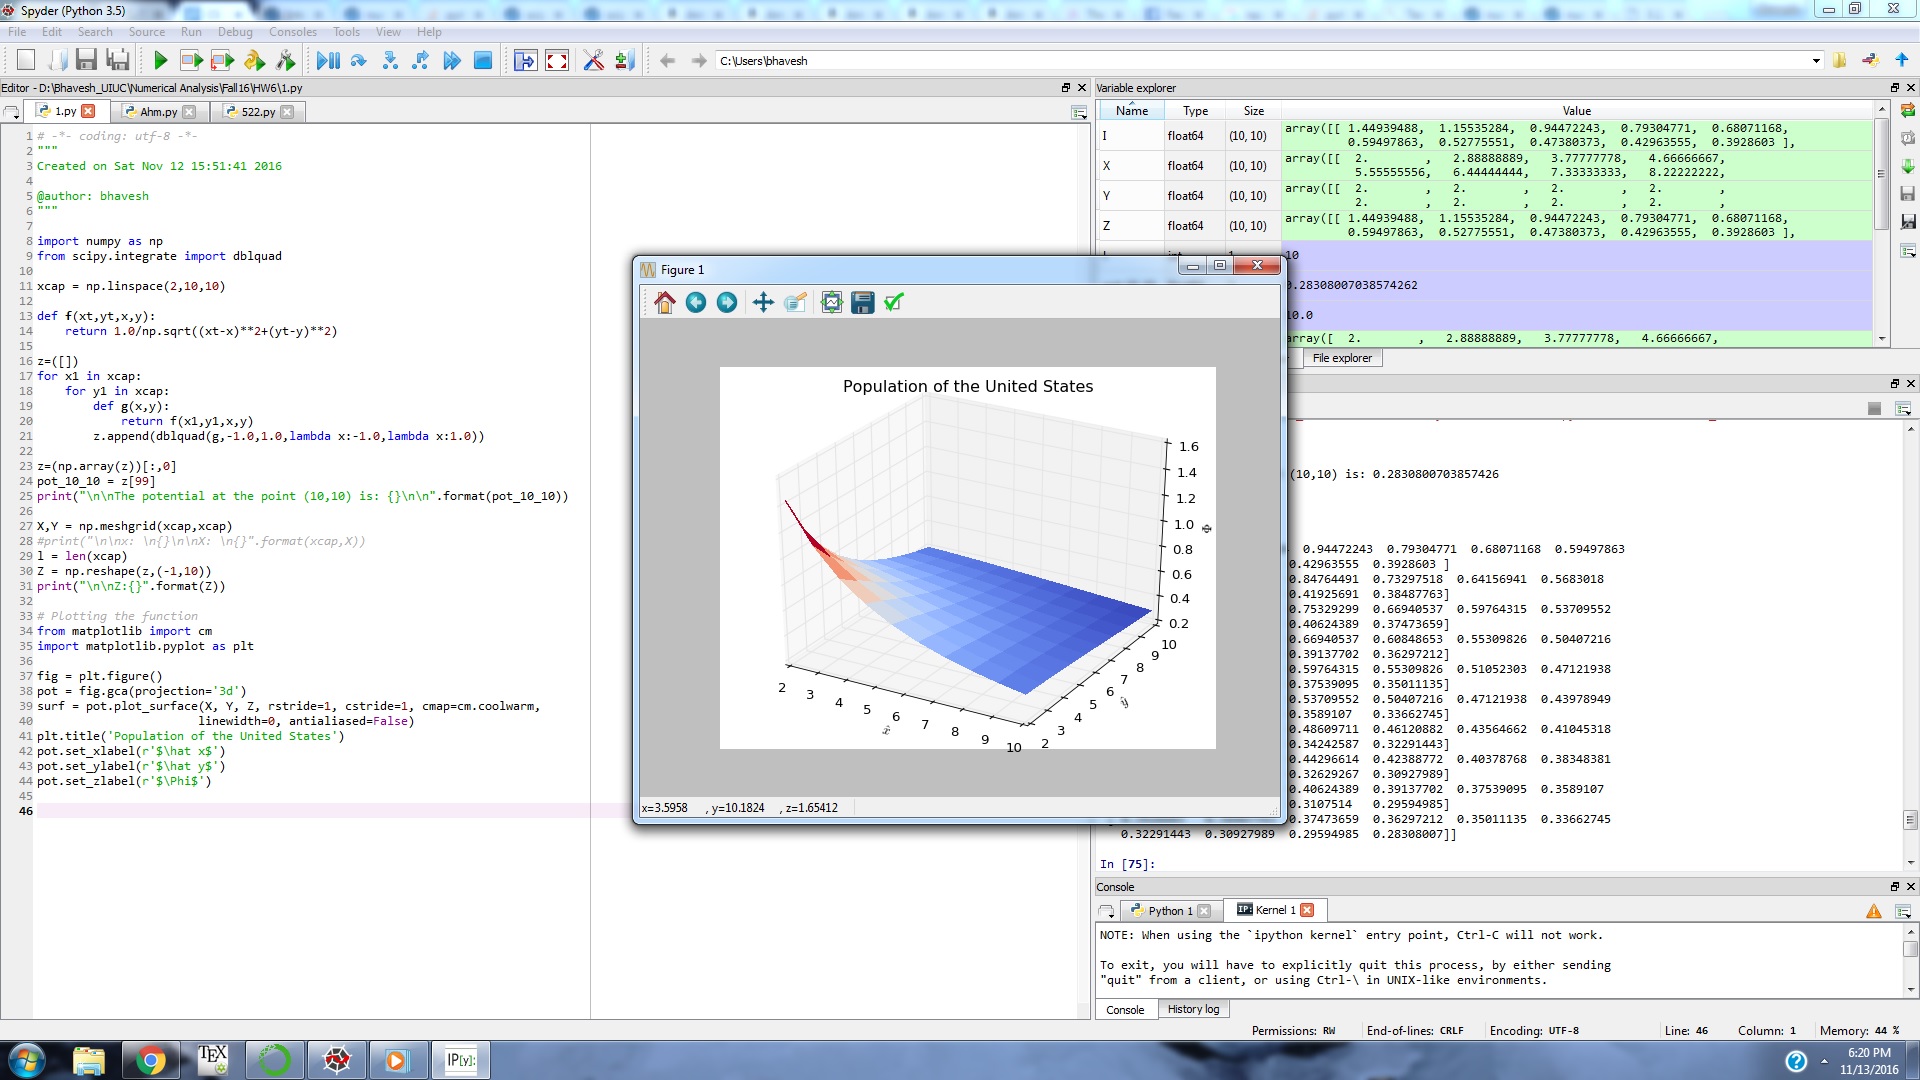 Spyder (Python 3.5)
File Edit Search Source Run Debug Consoles Tools View Help
C:\Users\bhavesh
Editor - D:\Bhavesh_UIUC\Numerical Analysis\Fall16\HW6\1.py
1.py Ahm.py 522.py
1 # -*- coding: utf-8 -*-
2 """
3 Created on Sat Nov 12 15:51:41 2016
4
5 @author: bhavesh
6 """
7
8 import numpy as np
9 from scipy.integrate import dblquad
10
11 xcap = np.linspace(2,10,10)
12
13 def f(xt,yt,x,y):
14     return 1.0/np.sqrt((xt-x)**2+(yt-y)**2)
15
16 z=([])
17 for x1 in xcap:
18     for y1 in xcap:
19         def g(x,y):
20             return f(x1,y1,x,y)
21         z.append(dblquad(g,-1.0,1.0,lambda x:-1.0,lambda x:1.0))
22
23 z=(np.array(z))[:,0]
24 pot_10_10 = z[99]
25 print("\n\nThe potential at the point (10,10) is: {}\n\n".format(pot_10_10))
26
27 X,Y = np.meshgrid(xcap,xcap)
28 #print("\n\nx: \n{}\n\nX: \n{}".format(xcap,X))
29 l = len(xcap)
30 Z = np.reshape(z,(-1,10))
31 print("\n\nZ:{}".format(Z))
32
33 # Plotting the function
34 from matplotlib import cm
35 import matplotlib.pyplot as plt
36
37 fig = plt.figure()
38 pot = fig.gca(projection='3d')
39 surf = pot.plot_surface(X, Y, Z, rstride=1, cstride=1, cmap=cm.coolwarm,
40                        linewidth=0, antialiased=False)
41 plt.title('Population of the United States')
42 pot.set_xlabel(r'$\hat x$')
43 pot.set_ylabel(r'$\hat y$')
44 pot.set_zlabel(r'$\Phi$')
45
46
Figure 1
Population of the United States
1.6
1.4
1.2
1.0
0.8
0.6
0.4
0.2
Φ
2 3 4 5 6 7 8 9 10
x̂
2 3 4 5 6 7 8 9 10
ŷ
x=3.5958 , y=10.1824 , z=1.65412
Variable explorer
Name Type Size Value
I float64 (10, 10) array([[ 1.44939488, 1.15535284, 0.94472243, 0.79304771, 0.68071168,
0.59497863, 0.52775551, 0.47380373, 0.42965555, 0.3928603 ],
X float64 (10, 10) array([[ 2. , 2.88888889, 3.77777778, 4.66666667,
5.55555556, 6.44444444, 7.33333333, 8.22222222,
Y float64 (10, 10) array([[ 2. , 2. , 2. , 2. ,
2. , 2. , 2. , 2. ,
Z float64 (10, 10) array([[ 1.44939488, 1.15535284, 0.94472243, 0.79304771, 0.68071168,
0.59497863, 0.52775551, 0.47380373, 0.42965555, 0.3928603 ],
10
0.28308007038574262
10.0
array([ 2. , 2.88888889, 3.77777778, 4.66666667,
File explorer
(10,10) is: 0.2830800703857426
0.94472243 0.79304771 0.68071168 0.59497863
0.42965555 0.3928603 ]
0.84764491 0.73297518 0.64156941 0.5683018
0.41925691 0.38487763]
0.75329299 0.66940537 0.59764315 0.53709552
0.40624389 0.37473659]
0.66940537 0.60848653 0.55309826 0.50407216
0.39137702 0.36297212]
0.59764315 0.55309826 0.51052303 0.47121938
0.37539095 0.35011135]
0.53709552 0.50407216 0.47121938 0.43978949
0.3589107 0.33662745]
0.48609711 0.46120882 0.43564662 0.41045318
0.34242587 0.32291443]
0.44296614 0.42388772 0.40378768 0.38348381
0.32629267 0.30927989]
0.40624389 0.39137702 0.37539095 0.3589107
0.3107514 0.29594985]
0.37473659 0.36297212 0.35011135 0.33662745
0.32291443 0.30927989 0.29594985 0.28308007]]
In [75]:
Console
Python 1 Kernel 1
NOTE: When using the `ipython kernel` entry point, Ctrl-C will not work.
To exit, you will have to explicitly quit this process, by either sending
"quit" from a client, or using Ctrl-\ in UNIX-like environments.
Console History log
Permissions: RW End-of-lines: CRLF Encoding: UTF-8 Line: 46 Column: 1 Memory: 44 %
TEX IP[y]:
6:20 PM
11/13/2016